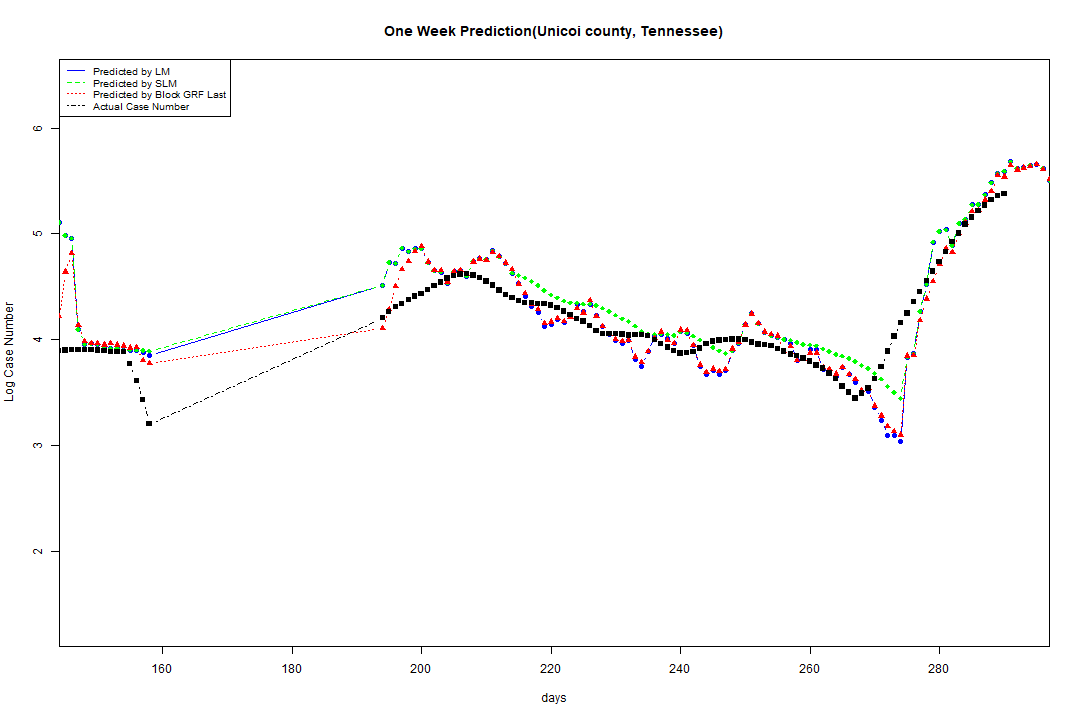 One Week Prediction(Unicoi county, Tennessee)
Predicted by LM
Predicted by SLM
Predicted by Block GRF Last
Actual Case Number
6
5
4
3
2
Log Case Number
160 180 200 220 240 260 280
days